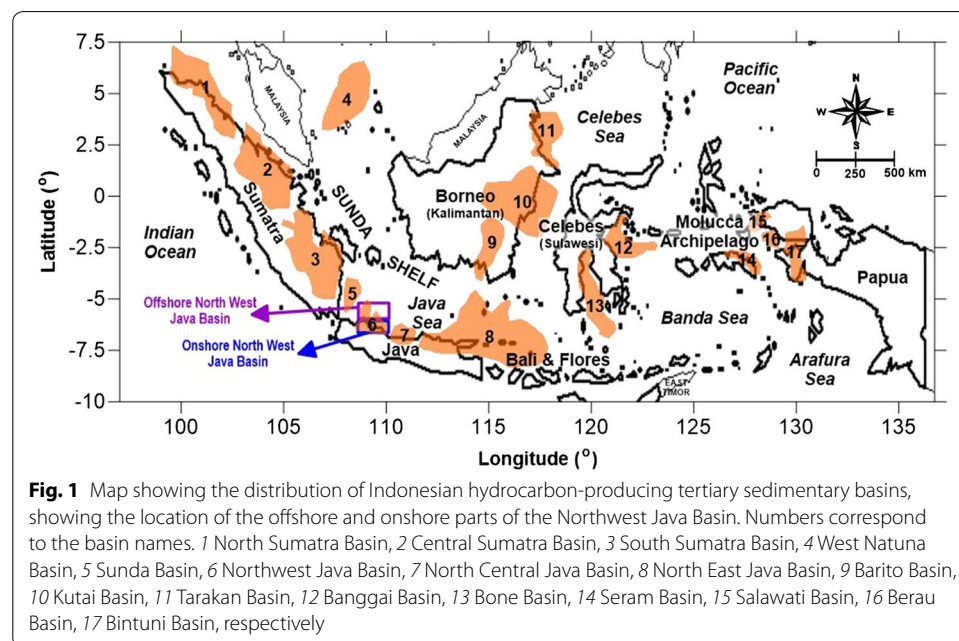 7.5
5
2.5
0
-2.5
-5
-7.5
-10
Latitude (°)
100
105
110
115
120
125
130
135
Longitude (°)
Pacific
Ocean
N
W
E
S
0 250 500 km
MALAYSIA
MALAYSIA
Celebes
Sea
1
2
3
4
5
6
7
8
9
10
11
12
13
14
15
16
17
Sumatra
SUNDA
SHELF
Borneo
(Kalimantan)
Celebes
(Sulawesi)
Molucca
Archipelago
Indian
Ocean
Papua
Offshore North West
Java Basin
Onshore North West
Java Basin
Java
Sea
Java
Bali & Flores
Banda Sea
Arafura
Sea
EAST
TIMOR
Fig. 1 Map showing the distribution of Indonesian hydrocarbon-producing tertiary sedimentary basins,
showing the location of the offshore and onshore parts of the Northwest Java Basin. Numbers correspond
to the basin names. 1 North Sumatra Basin, 2 Central Sumatra Basin, 3 South Sumatra Basin, 4 West Natuna
Basin, 5 Sunda Basin, 6 Northwest Java Basin, 7 North Central Java Basin, 8 North East Java Basin, 9 Barito Basin,
10 Kutai Basin, 11 Tarakan Basin, 12 Banggai Basin, 13 Bone Basin, 14 Seram Basin, 15 Salawati Basin, 16 Berau
Basin, 17 Bintuni Basin, respectively